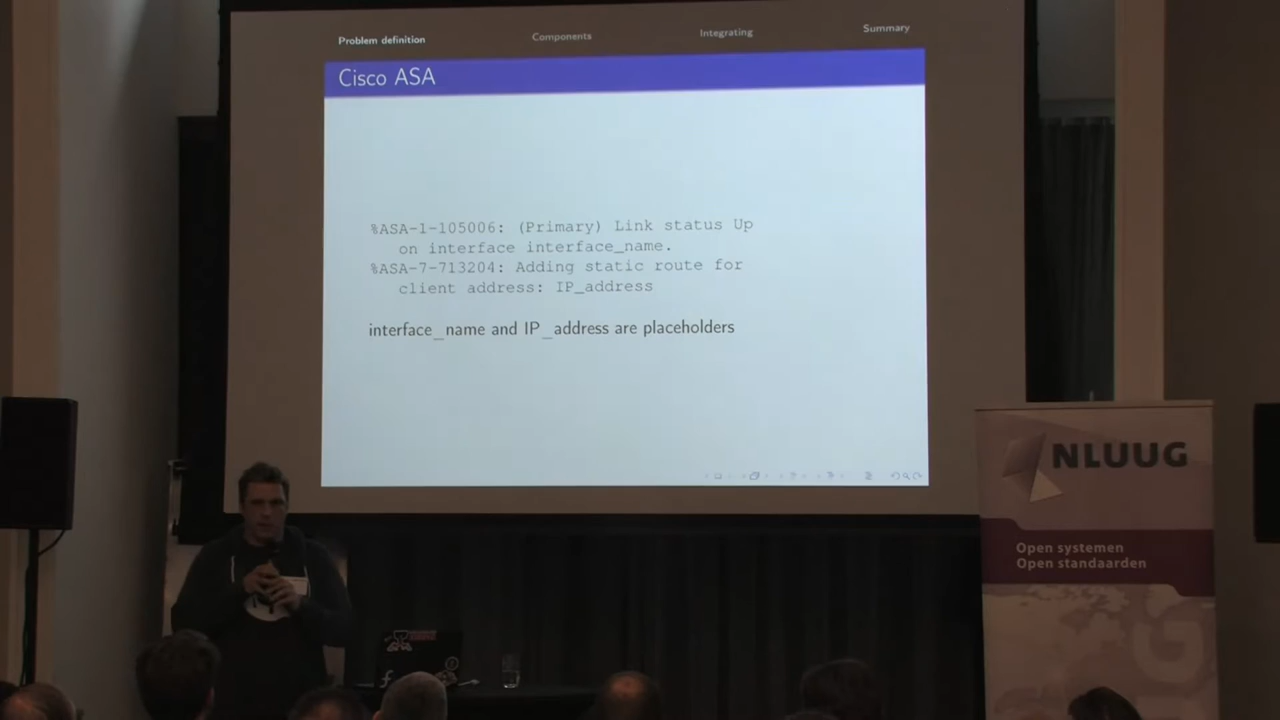 Problem definition
Components
Integrating
Summary
Cisco ASA
%ASA-1-105006: (Primary) Link status Up
on interface interface_name.
%ASA-7-713204: Adding static route for
client address: IP_address
interface_name and IP_address are placeholders
NLUUG
Open systemen
Open standaarden